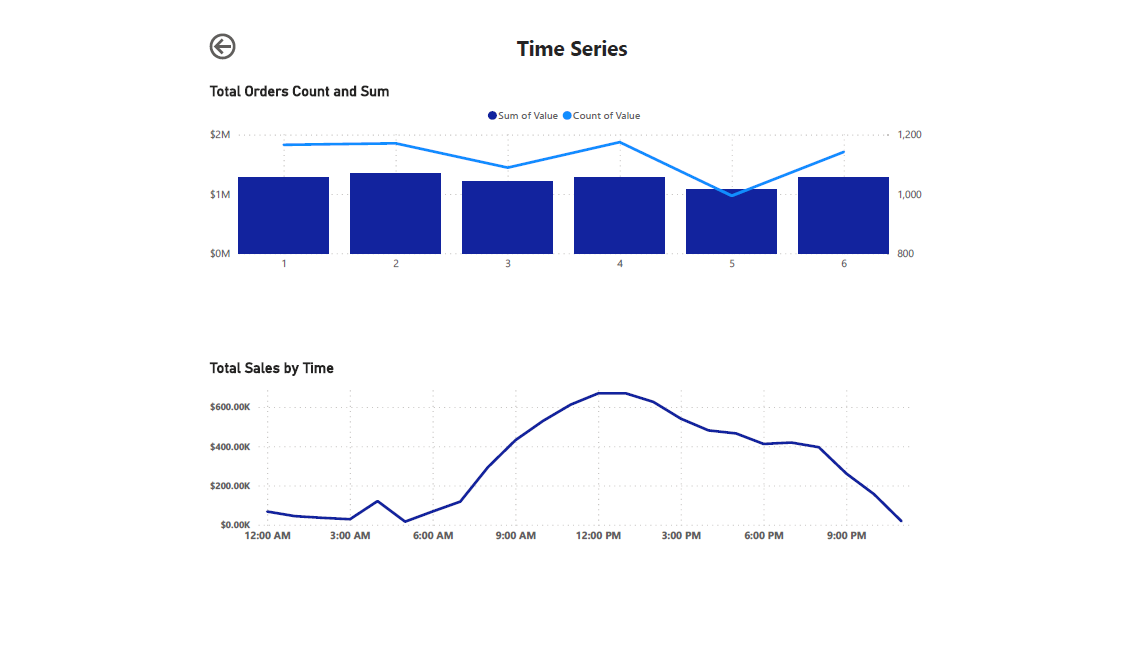 Time Series
Total Orders Count and Sum
Sum of Value Count of Value
$2M 1,200
$1M 1,000
$0M 800
1 2 3 4 5 6
Total Sales by Time
$600.00K
$400.00K
$200.00K
$0.00K
12:00 AM 3:00 AM 6:00 AM 9:00 AM 12:00 PM 3:00 PM 6:00 PM 9:00 PM